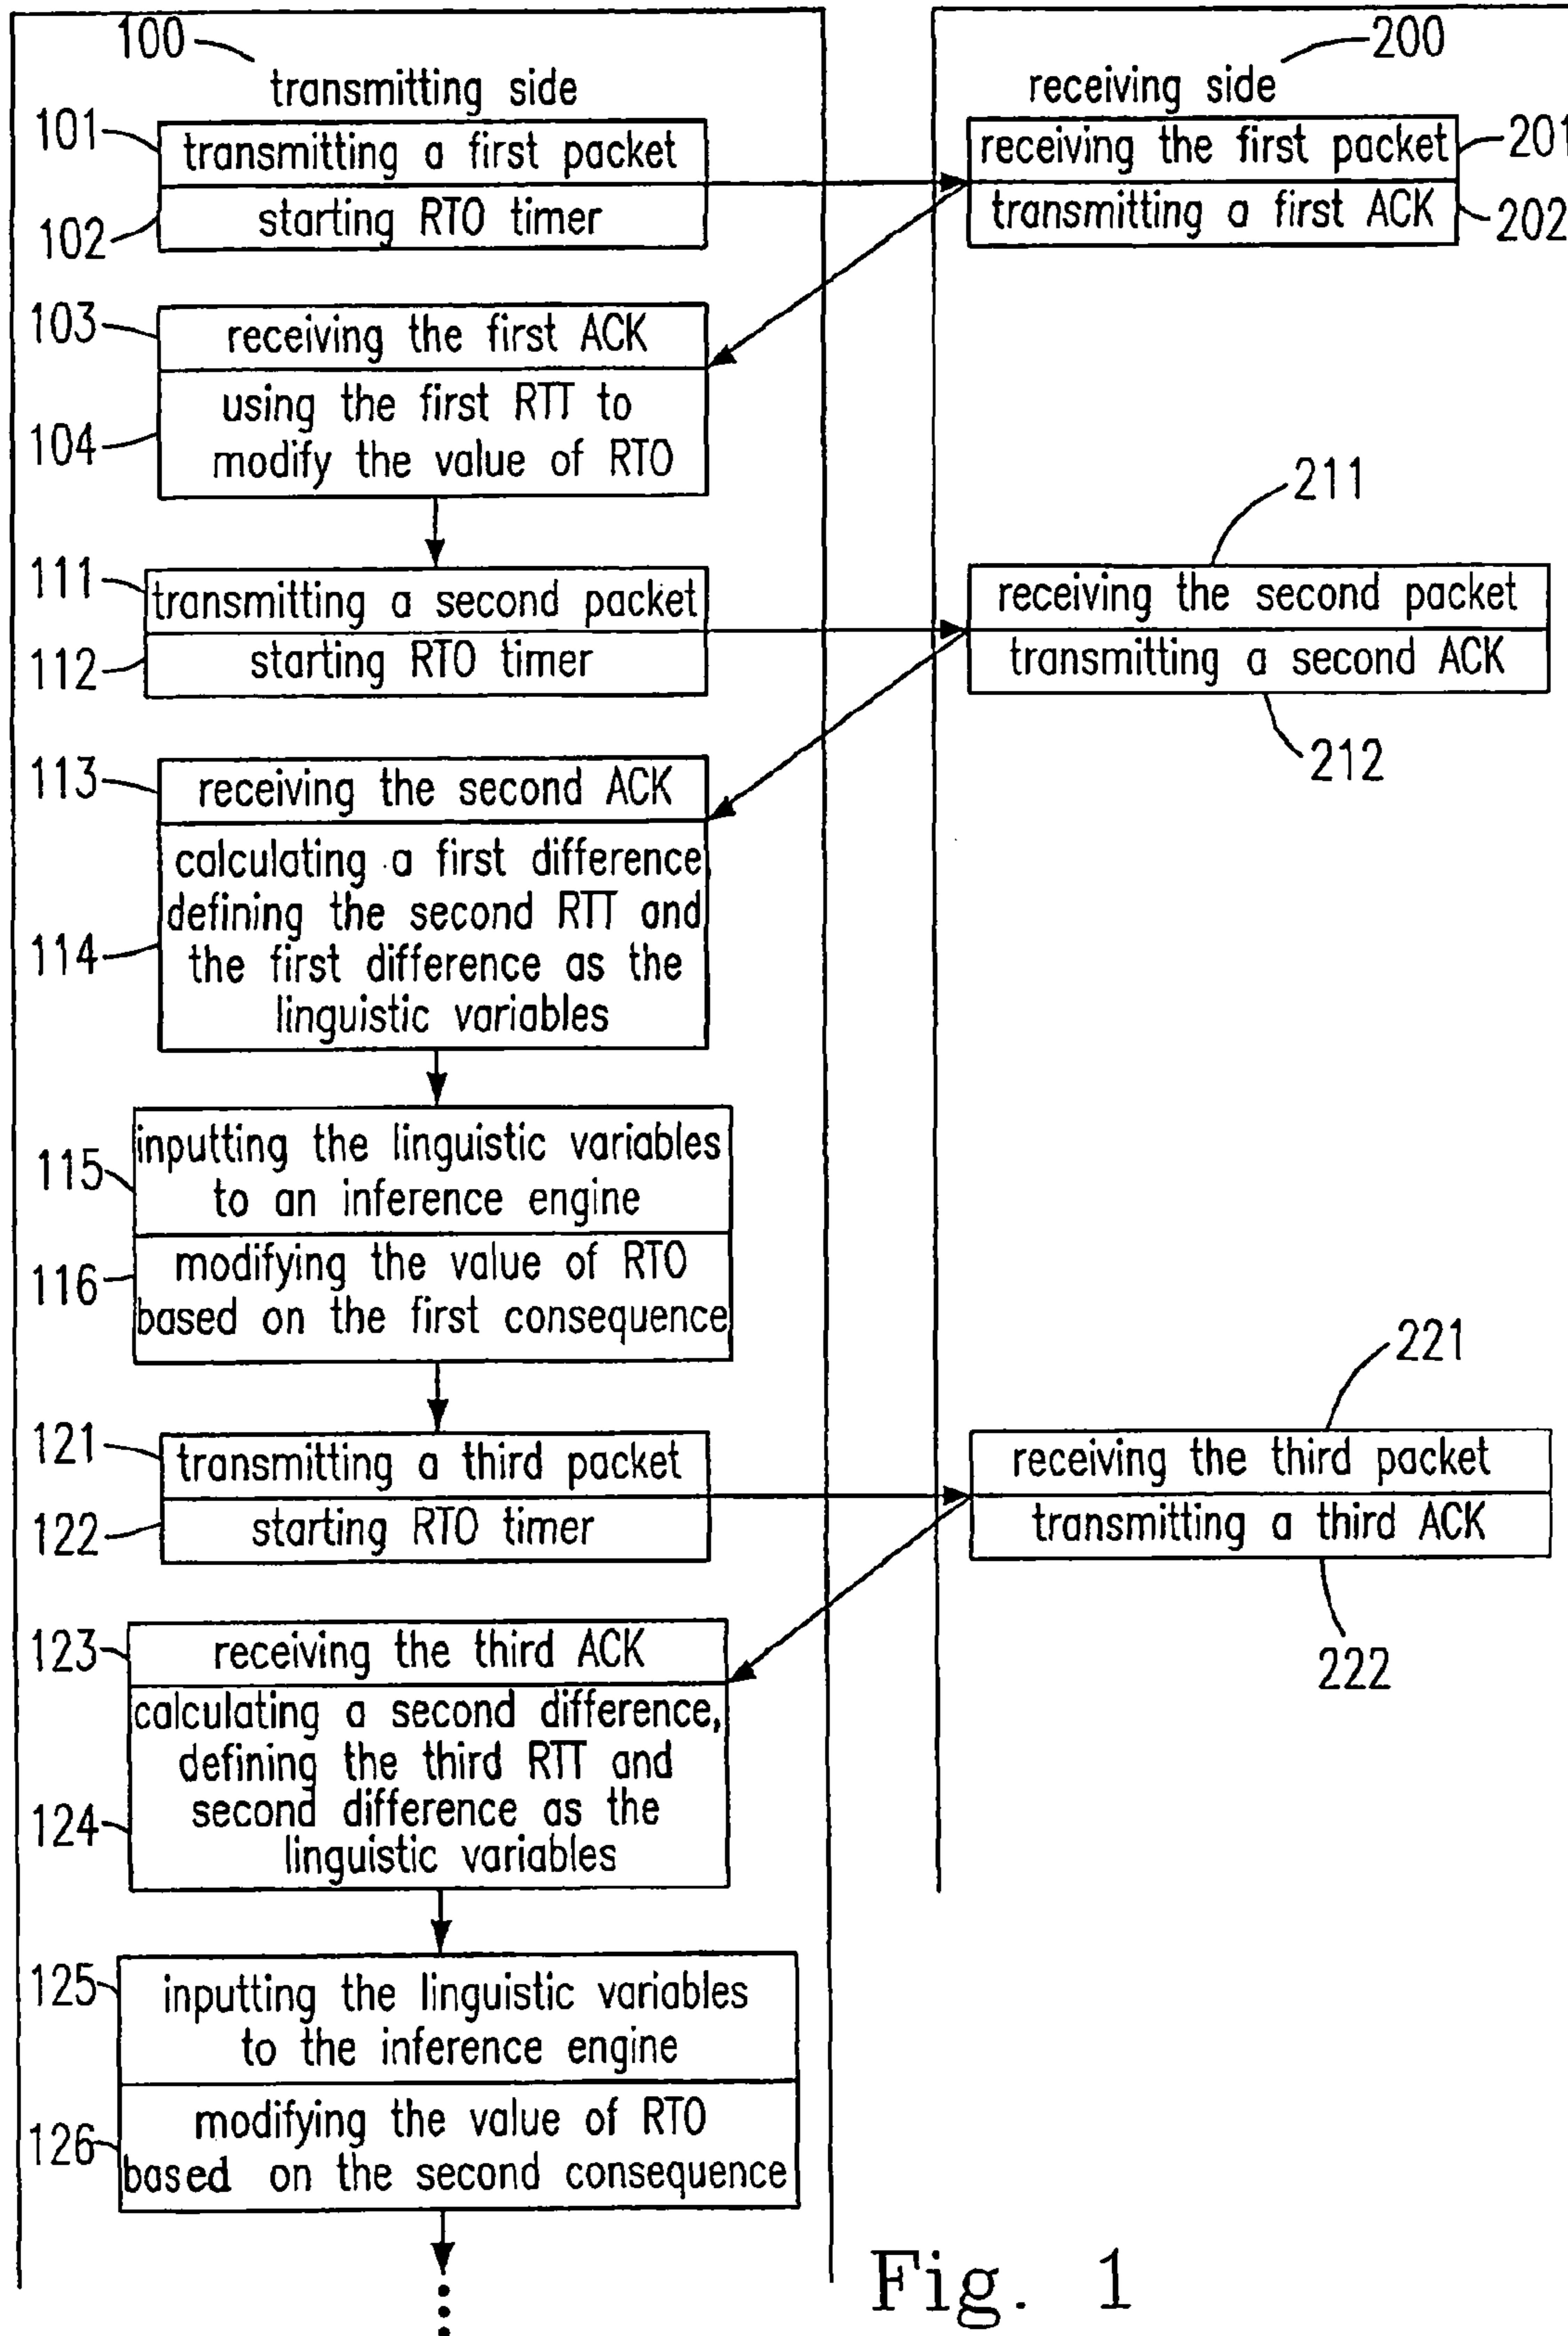 100
transmitting side
101
transmitting a first packet
102
starting RTO timer
103
receiving the first ACK
104
using the first RTT to
modify the value of RTO
111
transmitting a second packet
112
starting RTO timer
113
receiving the second ACK
114
calculating a first difference
defining the second RTT and
the first difference as the
linguistic variables
115
inputting the linguistic variables
to an inference engine
116
modifying the value of RTO
based on the first consequence
121
transmitting a third packet
122
starting RTO timer
123
receiving the third ACK
124
calculating a second difference,
defining the third RTT and
second difference as the
linguistic variables
125
inputting the linguistic variables
to the inference engine
126
modifying the value of RTO
based on the second consequence
200
receiving side
receiving the first packet
201
transmitting a first ACK
202
211
receiving the second packet
transmitting a second ACK
212
221
receiving the third packet
transmitting a third ACK
222
Fig. 1